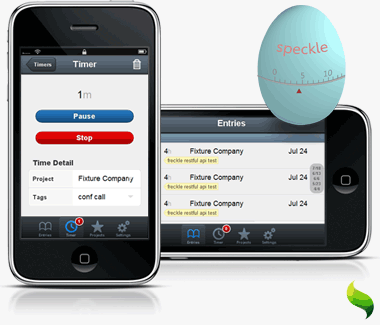 speckle
0 5 10
Timers
Timer
1m
Pause
Stop
Time Detail
Project Fixture Company
Tags conf call
1
Entries Timer Projects Settings
Entries
Fixture Company Jul 24
freckle restful api test
Fixture Company Jul 24
freckle restful api test
4h Fixture Company Jul 24
freckle restful api test
Entries Timer Projects Settings